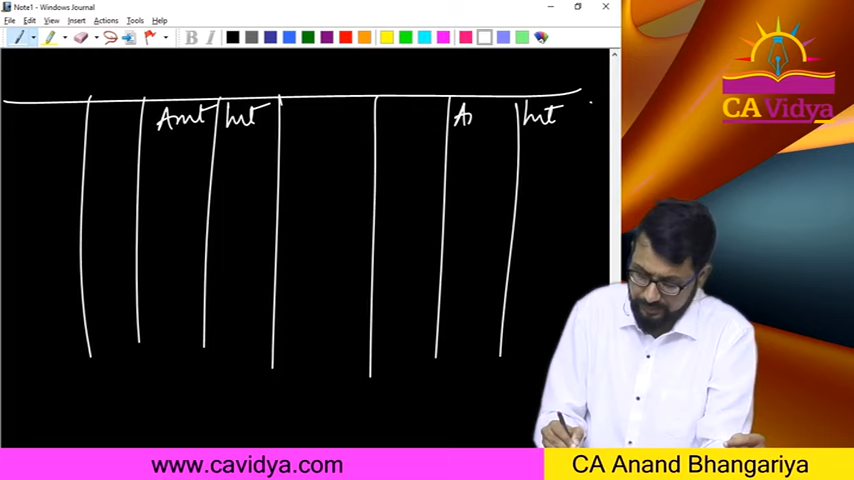 Note1 - Windows Journal
File Edit View Insert Actions Tools Help
B I
Amt Int A Int
CA Vidya
www.cavidya.com
CA Anand Bhangariya